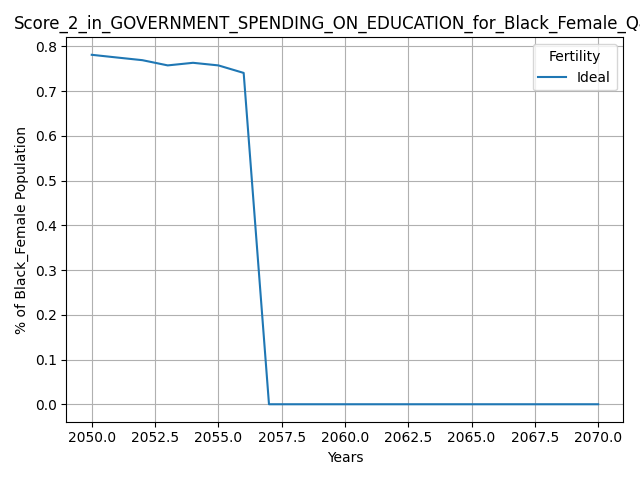 Score_2_in_GOVERNMENT_SPENDING_ON_EDUCATION_for_Black_Female_Q
Fertility
Ideal
% of Black_Female Population
0.8
0.7
0.6
0.5
0.4
0.3
0.2
0.1
0.0
2050.0 2052.5 2055.0 2057.5 2060.0 2062.5 2065.0 2067.5 2070.0
Years